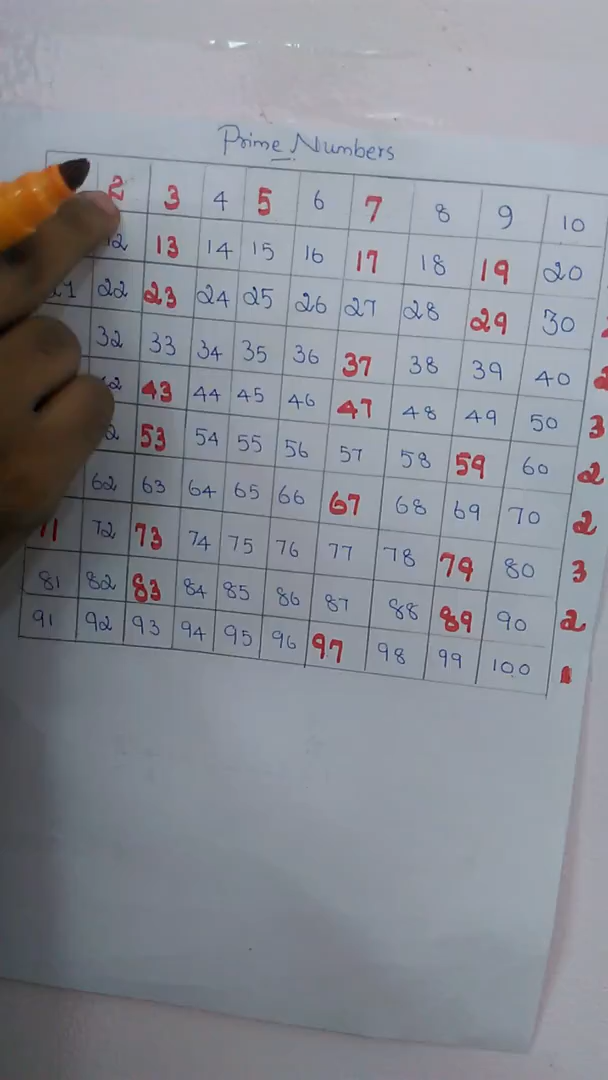 Prime Numbers
2 3 4 5 6 7 8 9 10
12 13 14 15 16 17 18 19 20
21 22 23 24 25 26 27 28 29 30
32 33 34 35 36 37 38 39 40 2
43 44 45 46 47 48 49 50 3
53 54 55 56 57 58 59 60 2
62 63 64 65 66 67 68 69 70 2
72 73 74 75 76 77 78 79 80 3
81 82 83 84 85 86 87 88 89 90 2
91 92 93 94 95 96 97 98 99 100 1